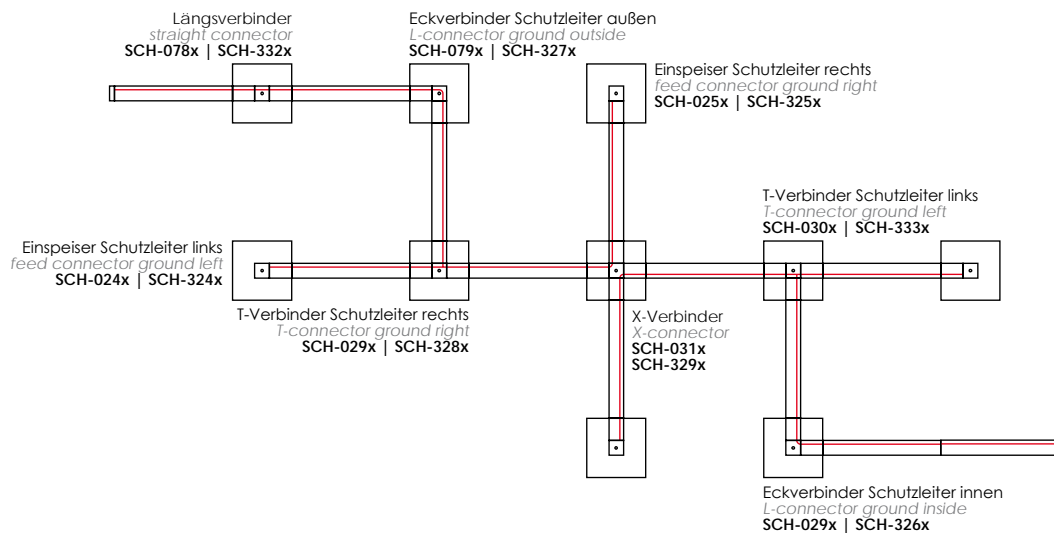 Längsverbinder
straight connector
SCH-078x | SCH-332x
Eckverbinder Schutzleiter außen
L-connector ground outside
SCH-079x | SCH-327x
Einspeiser Schutzleiter rechts
feed connector ground right
SCH-025x | SCH-325x
T-Verbinder Schutzleiter links
T-connector ground left
SCH-030x | SCH-333x
Einspeiser Schutzleiter links
feed connector ground left
SCH-024x | SCH-324x
T-Verbinder Schutzleiter rechts
T-connector ground right
SCH-029x | SCH-328x
X-Verbinder
X-connector
SCH-031x
SCH-329x
Eckverbinder Schutzleiter innen
L-connector ground inside
SCH-029x | SCH-326x